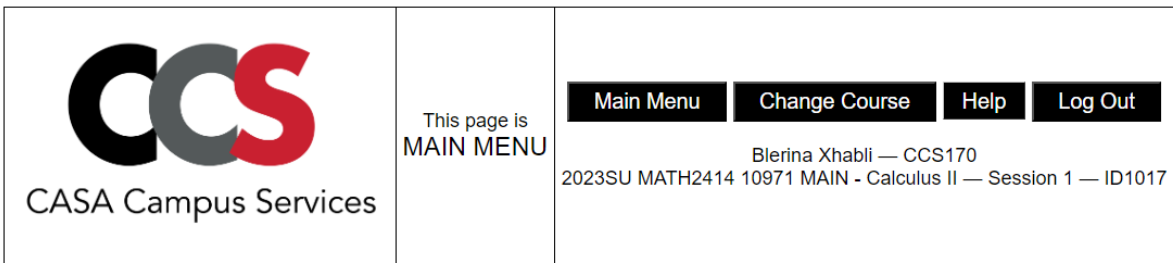 CCS
CASA Campus Services
This page is
MAIN MENU
Main Menu Change Course Help Log Out
Blerina Xhabli — CCS170
2023SU MATH2414 10971 MAIN - Calculus II — Session 1 — ID1017